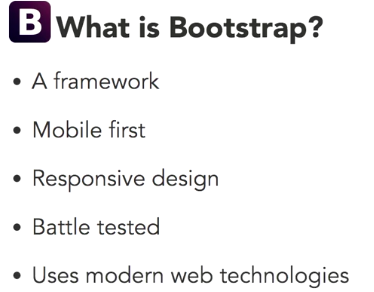 B What is Bootstrap?
• A framework
• Mobile first
• Responsive design
• Battle tested
• Uses modern web technologies